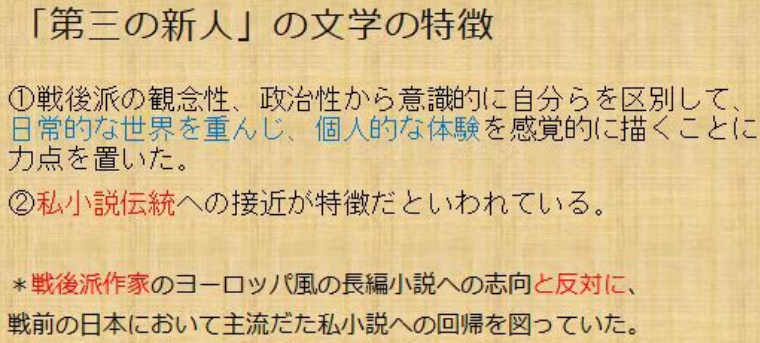 「第三の新人」の文学の特徴
①戦後派の観念性、政治性から意識的に自分らを区別して、
日常的な世界を重んじ、個人的な体験を感覚的に描くことに
力点を置いた。
②私小説伝統への接近が特徴だといわれている。
＊戦後派作家のヨーロッパ風の長編小説への志向と反対に、
戦前の日本において主流だた私小説への回帰を図っていた。